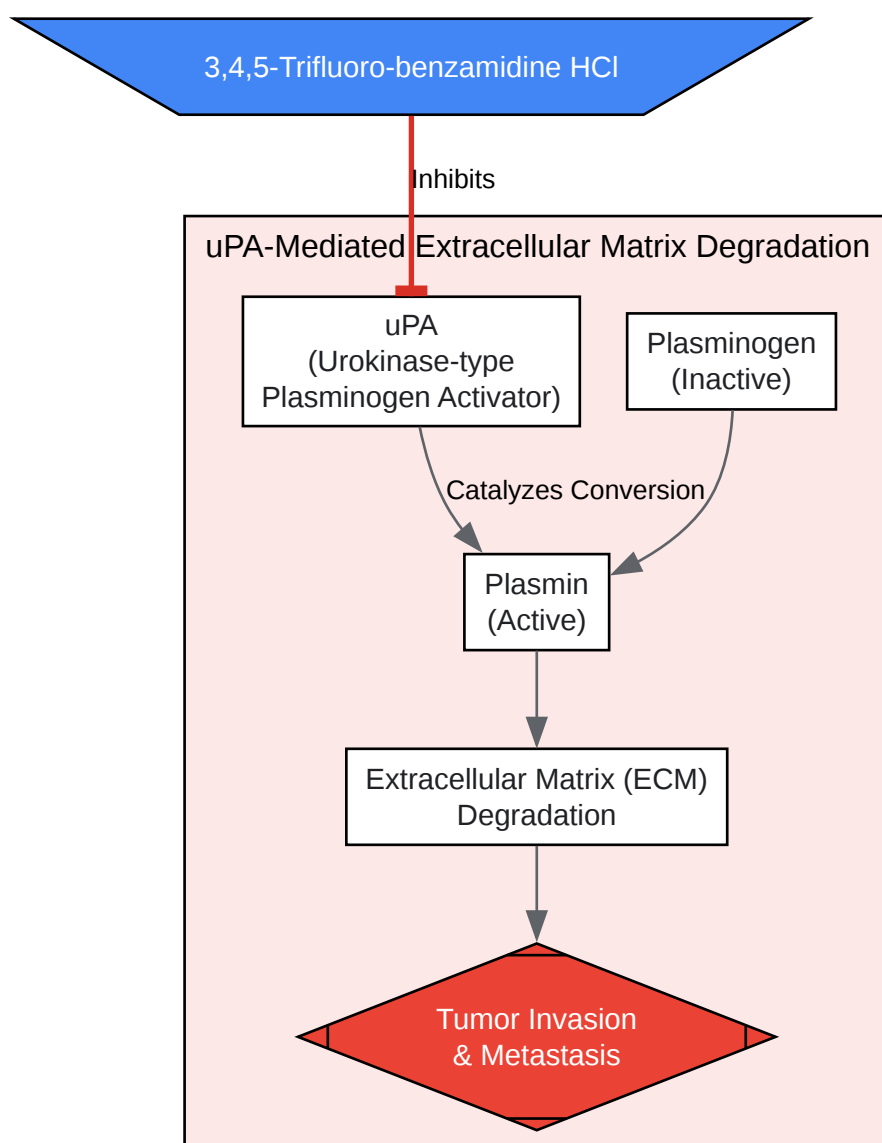 3,4,5-Trifluoro-benzamidine HCl
Inhibits
uPA-Mediated Extracellular Matrix Degradation
uPA
(Urokinase-type
Plasminogen Activator)
Plasminogen
(Inactive)
Catalyzes Conversion
Plasmin
(Active)
Extracellular Matrix (ECM)
Degradation
Tumor Invasion
& Metastasis